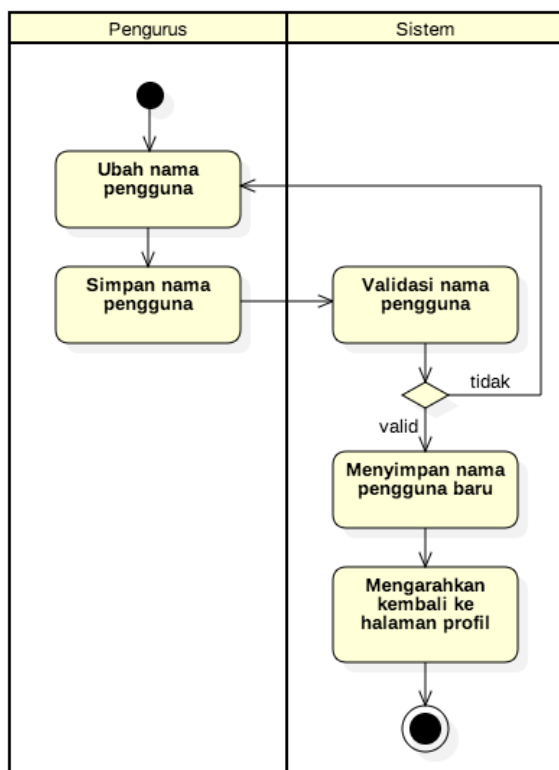 Pengurus
Sistem
Ubah nama
pengguna
Simpan nama
pengguna
Validasi nama
pengguna
tidak
valid
Menyimpan nama
pengguna baru
Mengarahkan
kembali ke
halaman profil